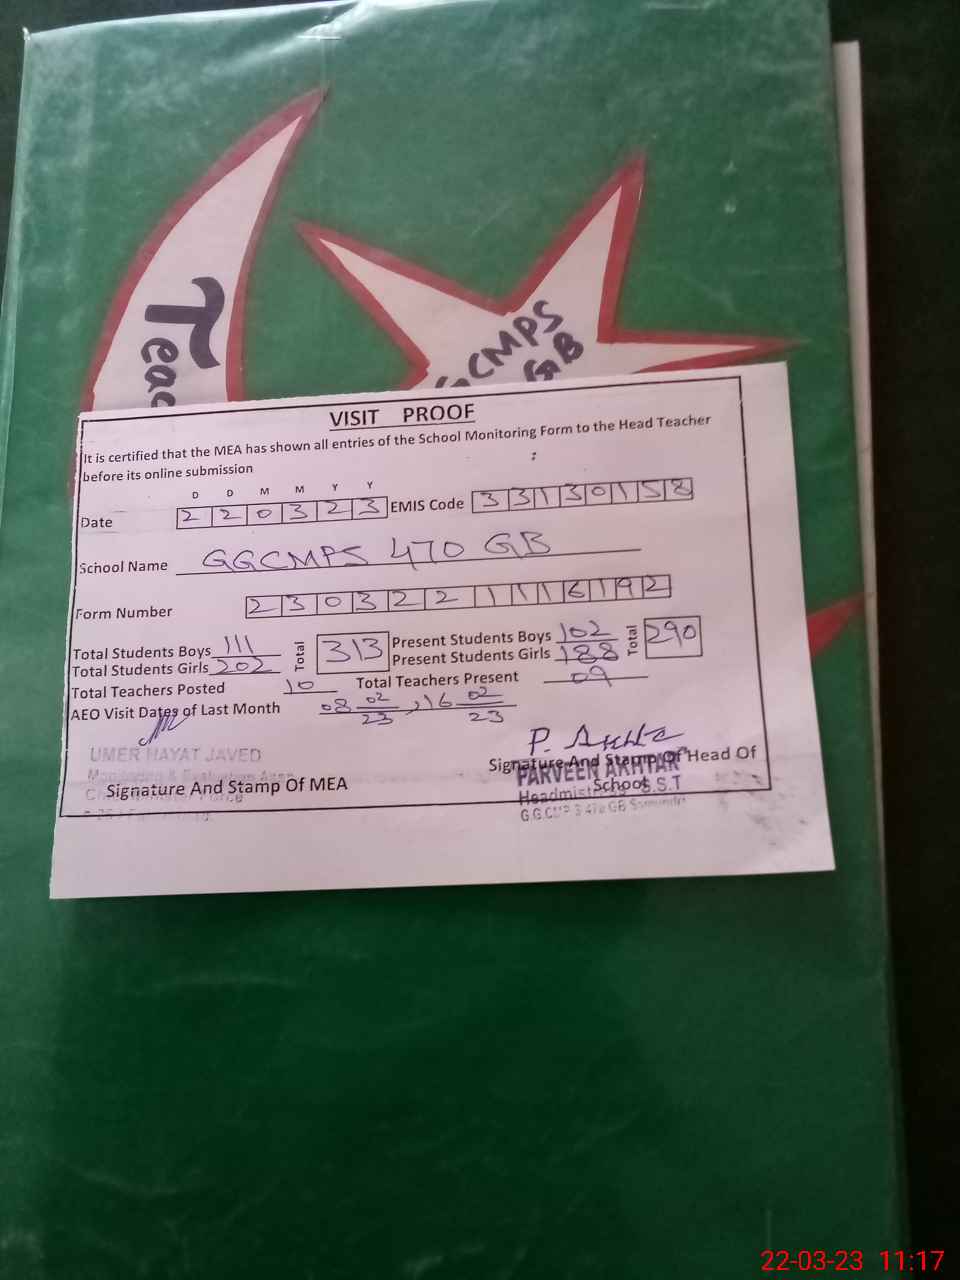 Teac
GCMPS
GB
VISIT PROOF
It is certified that the MEA has shown all entries of the School Monitoring Form to the Head Teacher
before its online submission
D D M M Y Y
Date 2 2 0 3 2 3 EMIS Code 3 3 1 3 0 1 5 8
School Name GGCMPS 470 GB
Form Number 2 3 0 3 2 2 1 1 1 6 1 9 2
Total Students Boys 111 Total 313 Present Students Boys 102 Total 290
Total Students Girls 202 Present Students Girls 188
Total Teachers Posted 10 Total Teachers Present 09
AEO Visit Dates of Last Month 08 02/23, 16 02/23
P. Akhta
UMER HAYAT JAVED
Signature And Stamp Of MEA
Signature And Stamp Of Head Of
School
PARVEEN AKHTAR
Headmistress S.S.T
22-03-23 11:17